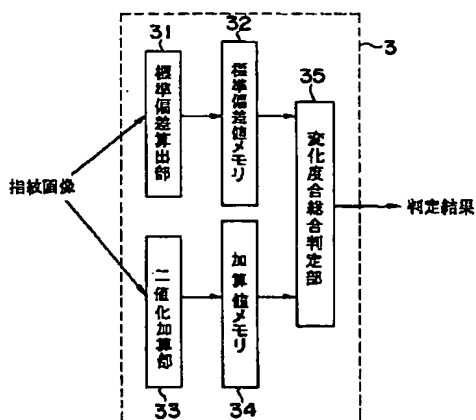 31
標準偏差算出部
32
標準偏差値メモリ
3
35
変化度合総合判定部
指紋画像
判定結果
二値化加算部
33
加算値メモリ
34